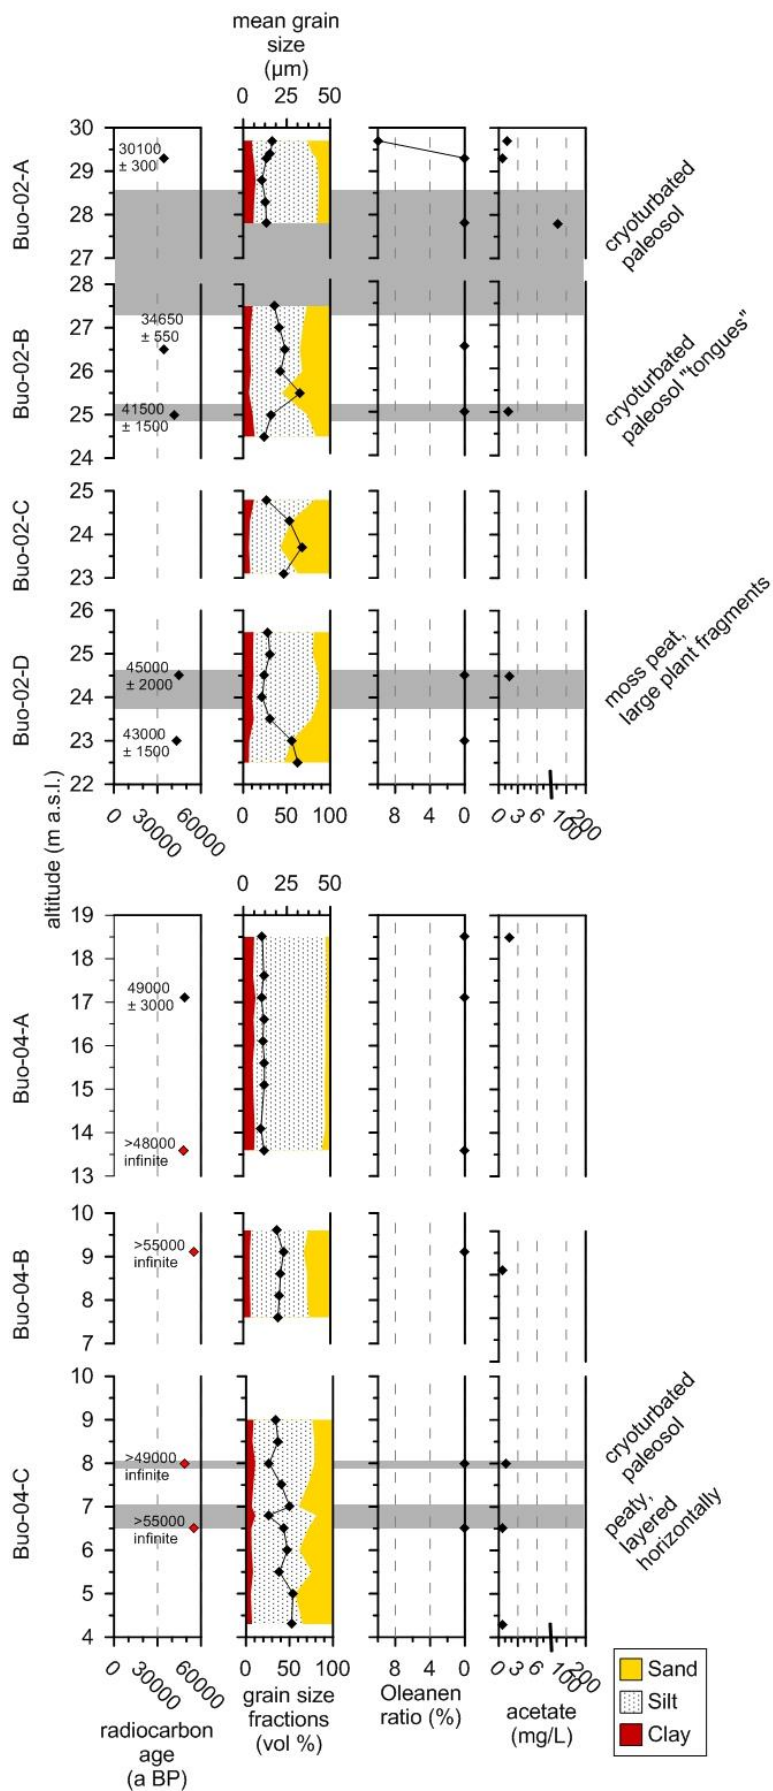 mean grain
size
(µm)
0 25 50
Buo-02-A
30
29
28
27
30100
± 300
cryoturbated
paleosol
Buo-02-B
28
27
26
25
24
34650
± 550
41500
± 1500
cryoturbated
paleosol "tongues"
Buo-02-C
25
24
23
Buo-02-D
26
25
24
23
22
45000
± 2000
43000
± 1500
moss peat,
large plant fragments
0 30000 60000
0 50 100
8 4 0
0 3 6 100 200
altitude (m a.s.l.)
0 25 50
Buo-04-A
19
18
17
16
15
14
13
49000
± 3000
>48000
infinite
Buo-04-B
10
9
8
7
>55000
infinite
Buo-04-C
10
9
8
7
6
5
4
>49000
infinite
>55000
infinite
cryoturbated
paleosol
peaty,
layered
horizontally
0 30000 60000
0 50 100
8 4 0
0 3 6 100 200
radiocarbon
age
(a BP)
grain size
fractions
(vol %)
Oleanen
ratio (%)
acetate
(mg/L)
Sand
Silt
Clay